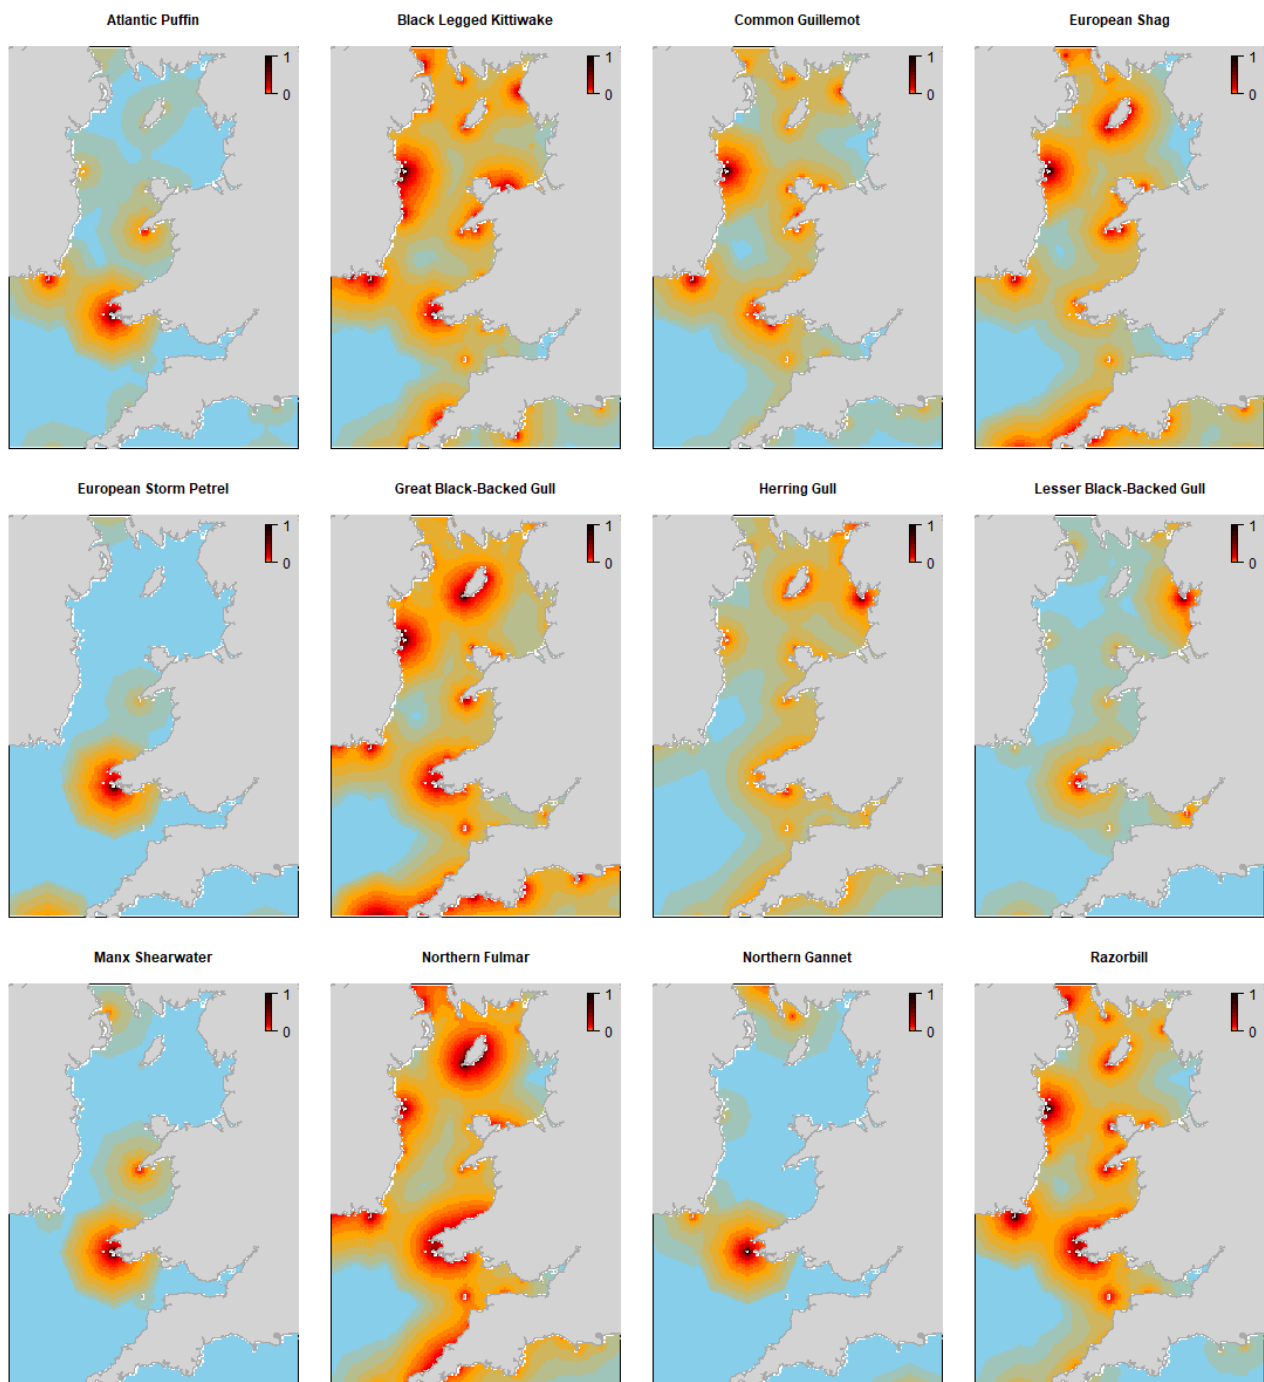 Atlantic Puffin
Black Legged Kittiwake
Common Guillemot
European Shag
1
0
1
0
1
0
1
0
European Storm Petrel
Great Black-Backed Gull
Herring Gull
Lesser Black-Backed Gull
1
0
1
0
1
0
1
0
Manx Shearwater
Northern Fulmar
Northern Gannet
Razorbill
1
0
1
0
1
0
1
0